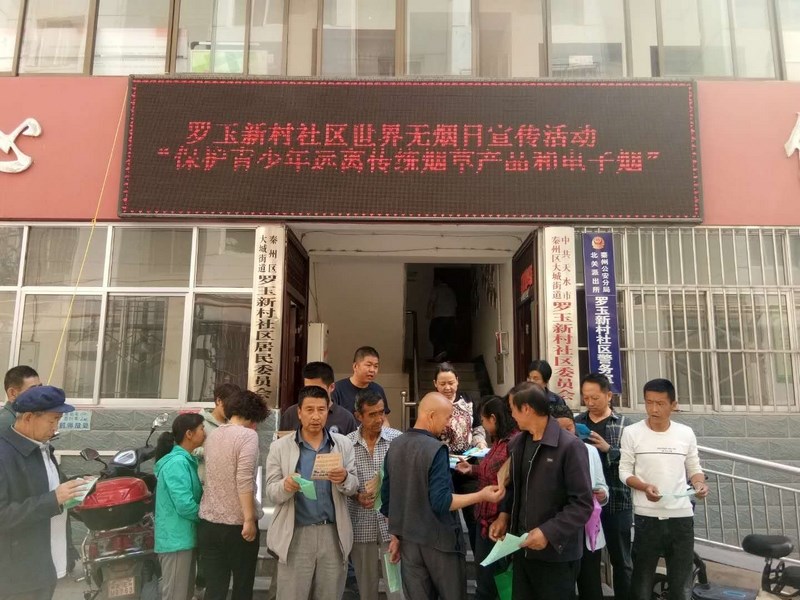 罗玉新村社区世界无烟日宣传活动
“保护青少年远离传统烟草产品和电子烟”
秦州区
大城街道
罗玉新村社区居民委员会
中共天水市
秦州区大城街道
罗玉新村社区
秦州公安分局
北关派出所
罗玉新村社区警务室